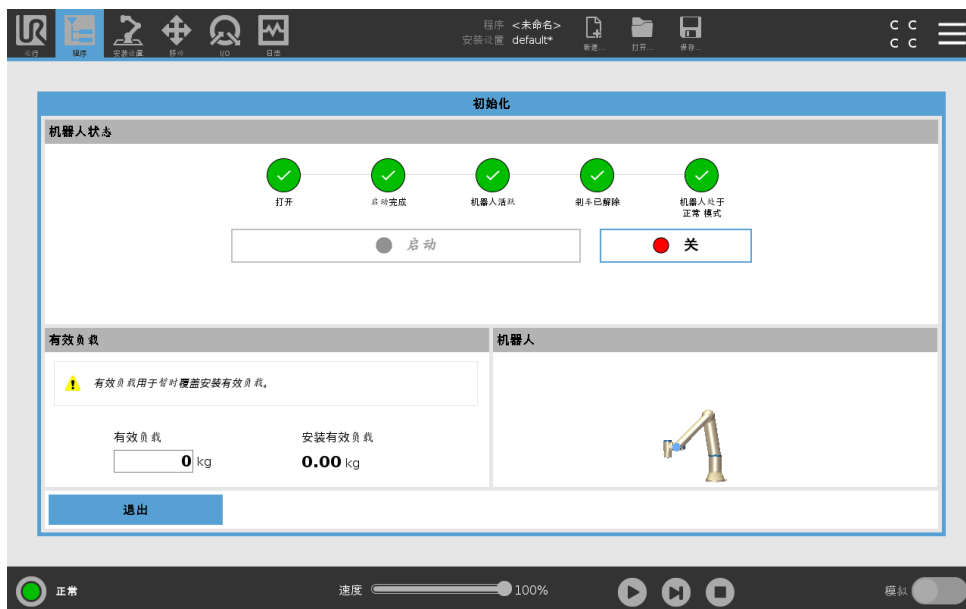 UR
程序 <未命名>
安装设置 default*
C C
C C
运行 程序 安装设置 移动 I/O 日志 新建... 打开... 保存...
初始化
机器人状态
打开 启动完成 机器人活跃 刹车已解除 机器人处于
正常 模式
启动 关
有效负载 机器人
有效负载用于暂时覆盖安装有效负载。
有效负载 安装有效负载
0 kg 0.00 kg
退出
正常 速度 100% 模拟